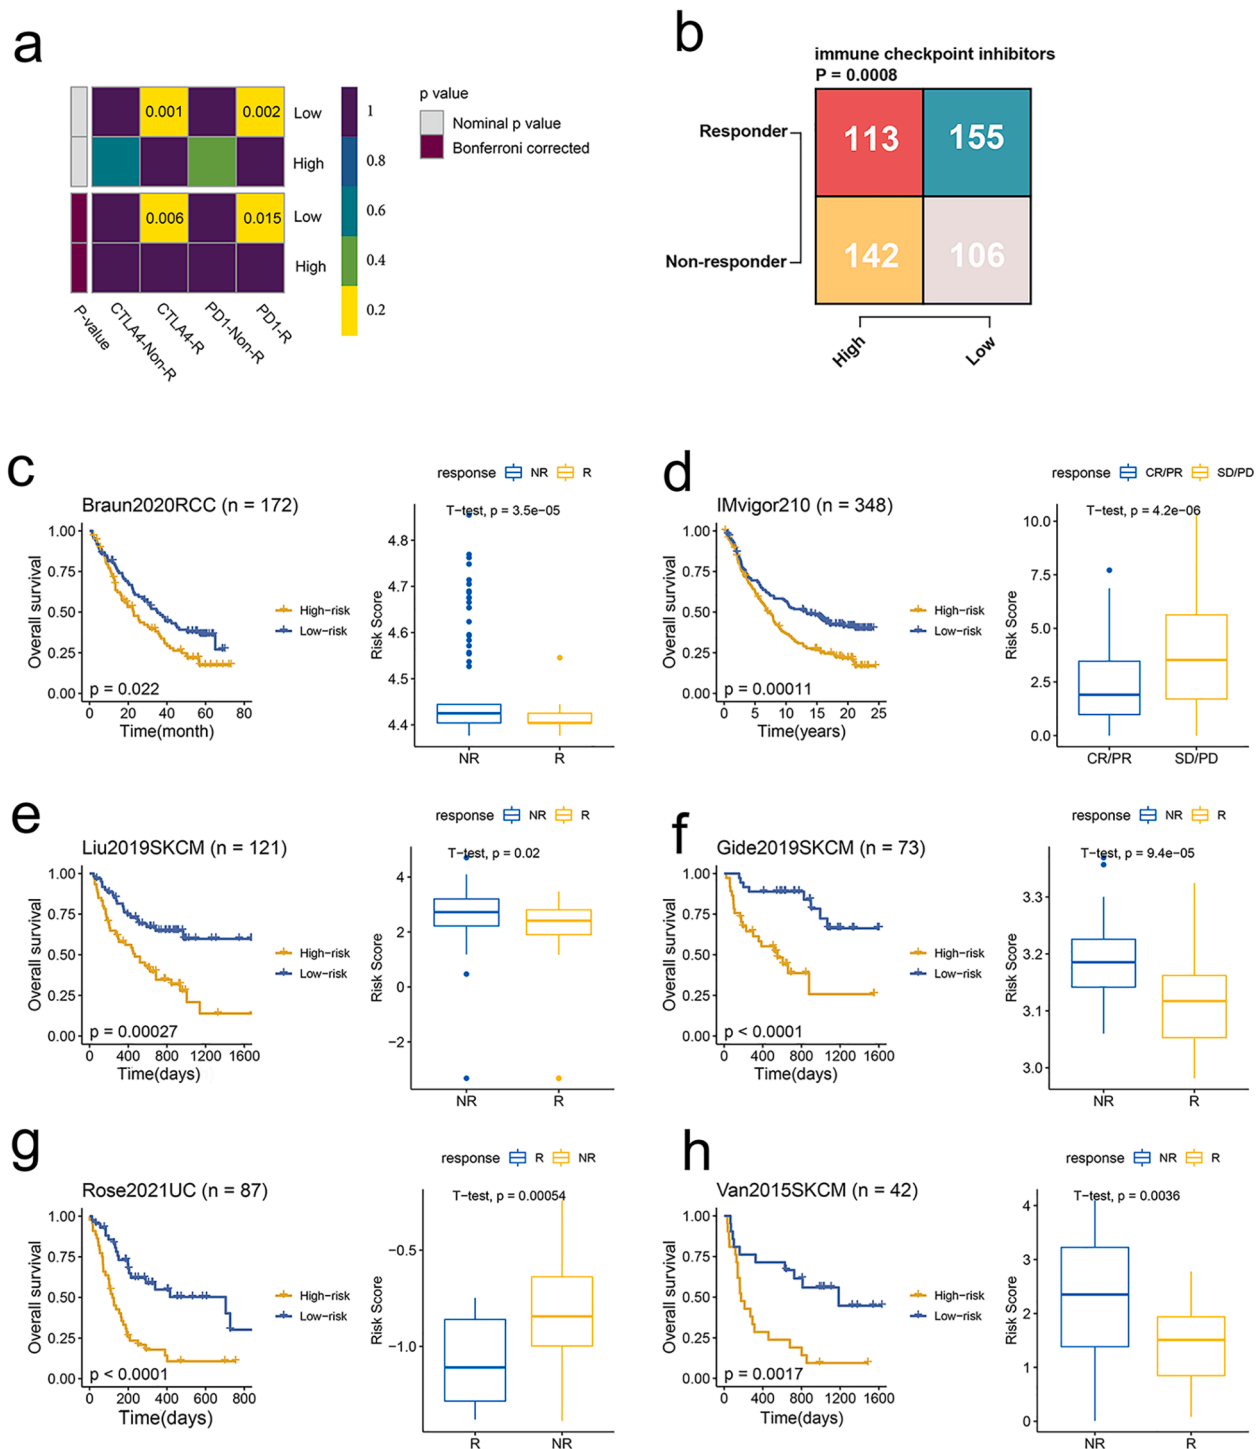 a
0.001
0.002
Low
High
0.006
0.015
Low
High
P-value
CTLA4-Non-R
CTLA4-R
PD1-Non-R
PD1-R
1
0.8
0.6
0.4
0.2
p value
Nominal p value
Bonferroni corrected
b
immune checkpoint inhibitors
P = 0.0008
Responder
113
155
Non-responder
142
106
High
Low
c
Braun2020RCC (n = 172)
Overall survival
1.00
0.75
0.50
0.25
0.00
p = 0.022
0 20 40 60 80
Time(month)
High-risk
Low-risk
response NR R
T-test, p = 3.5e-05
Risk Score
4.8
4.7
4.6
4.5
4.4
NR R
d
IMvigor210 (n = 348)
Overall survival
1.00
0.75
0.50
0.25
0.00
p = 0.00011
0 5 10 15 20 25
Time(years)
High-risk
Low-risk
response CR/PR SD/PD
T-test, p = 4.2e-06
Risk Score
10.0
7.5
5.0
2.5
0.0
CR/PR SD/PD
e
Liu2019SKCM (n = 121)
Overall survival
1.00
0.75
0.50
0.25
0.00
p = 0.00027
0 400 800 1200 1600
Time(days)
High-risk
Low-risk
response NR R
T-test, p = 0.02
Risk Score
4
2
0
-2
NR R
f
Gide2019SKCM (n = 73)
Overall survival
1.00
0.75
0.50
0.25
0.00
p < 0.0001
0 400 800 1200 1600
Time(days)
High-risk
Low-risk
response NR R
T-test, p = 9.4e-05
Risk Score
3.3
3.2
3.1
3.0
NR R
g
Rose2021UC (n = 87)
Overall survival
1.00
0.75
0.50
0.25
0.00
p < 0.0001
0 200 400 600 800
Time(days)
High-risk
Low-risk
response R NR
T-test, p = 0.00054
Risk Score
-0.5
-1.0
R NR
h
Van2015SKCM (n = 42)
Overall survival
1.00
0.75
0.50
0.25
0.00
p = 0.0017
0 400 800 1200 1600
Time(days)
High-risk
Low-risk
response NR R
T-test, p = 0.0036
Risk Score
4
3
2
1
0
NR R